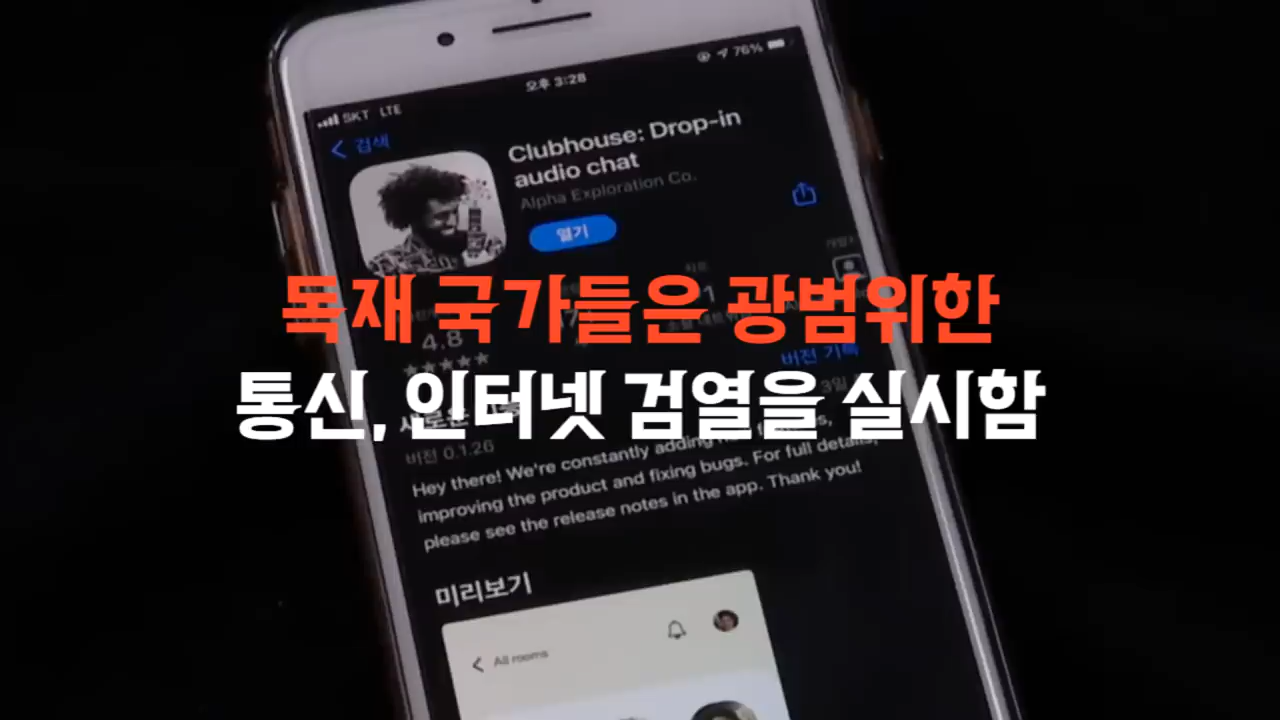 SKT LTE
오후 3:28
76%
검색
Clubhouse: Drop-in
audio chat
Alpha Exploration Co.
열기
차트
독재 국가들은 광범위한
4.8
버전 기록
통신, 인터넷 검열을 실시함
버전 0.1.26
Hey there! We're constantly adding new features,
improving the product and fixing bugs. For full details,
please see the release notes in the app. Thank you!
미리보기
All rooms